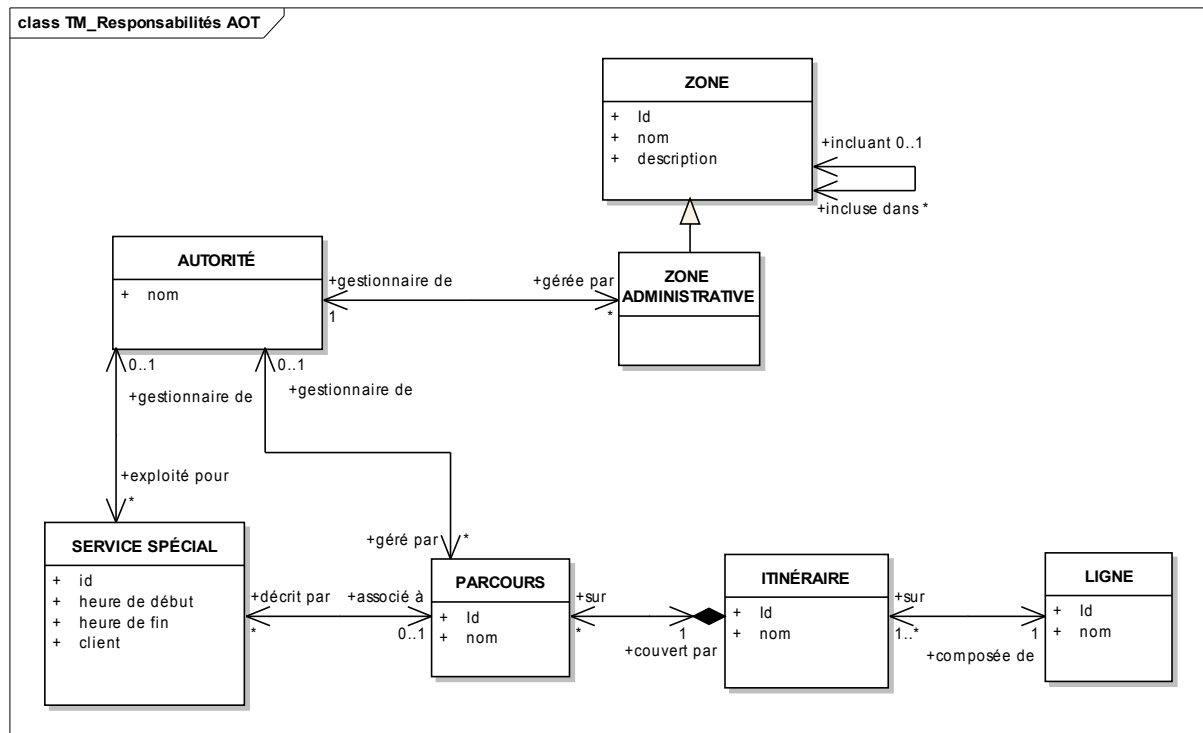 class TM_Responsabilités AOT
ZONE
+ Id
+ nom
+ description
+incluant 0..1
+incluse dans *
AUTORITÉ
+ nom
+gestionnaire de
1
+gérée par
*
ZONE
ADMINISTRATIVE
0..1
+gestionnaire de
0..1
+gestionnaire de
+exploité pour
*
+géré par
*
SERVICE SPÉCIAL
+ id
+ heure de début
+ heure de fin
+ client
+décrit par
*
+associé à
0..1
PARCOURS
+ Id
+ nom
+sur
*
1
+couvert par
ITINÉRAIRE
+ Id
+ nom
+sur
1..*
1
+composée de
LIGNE
+ Id
+ nom